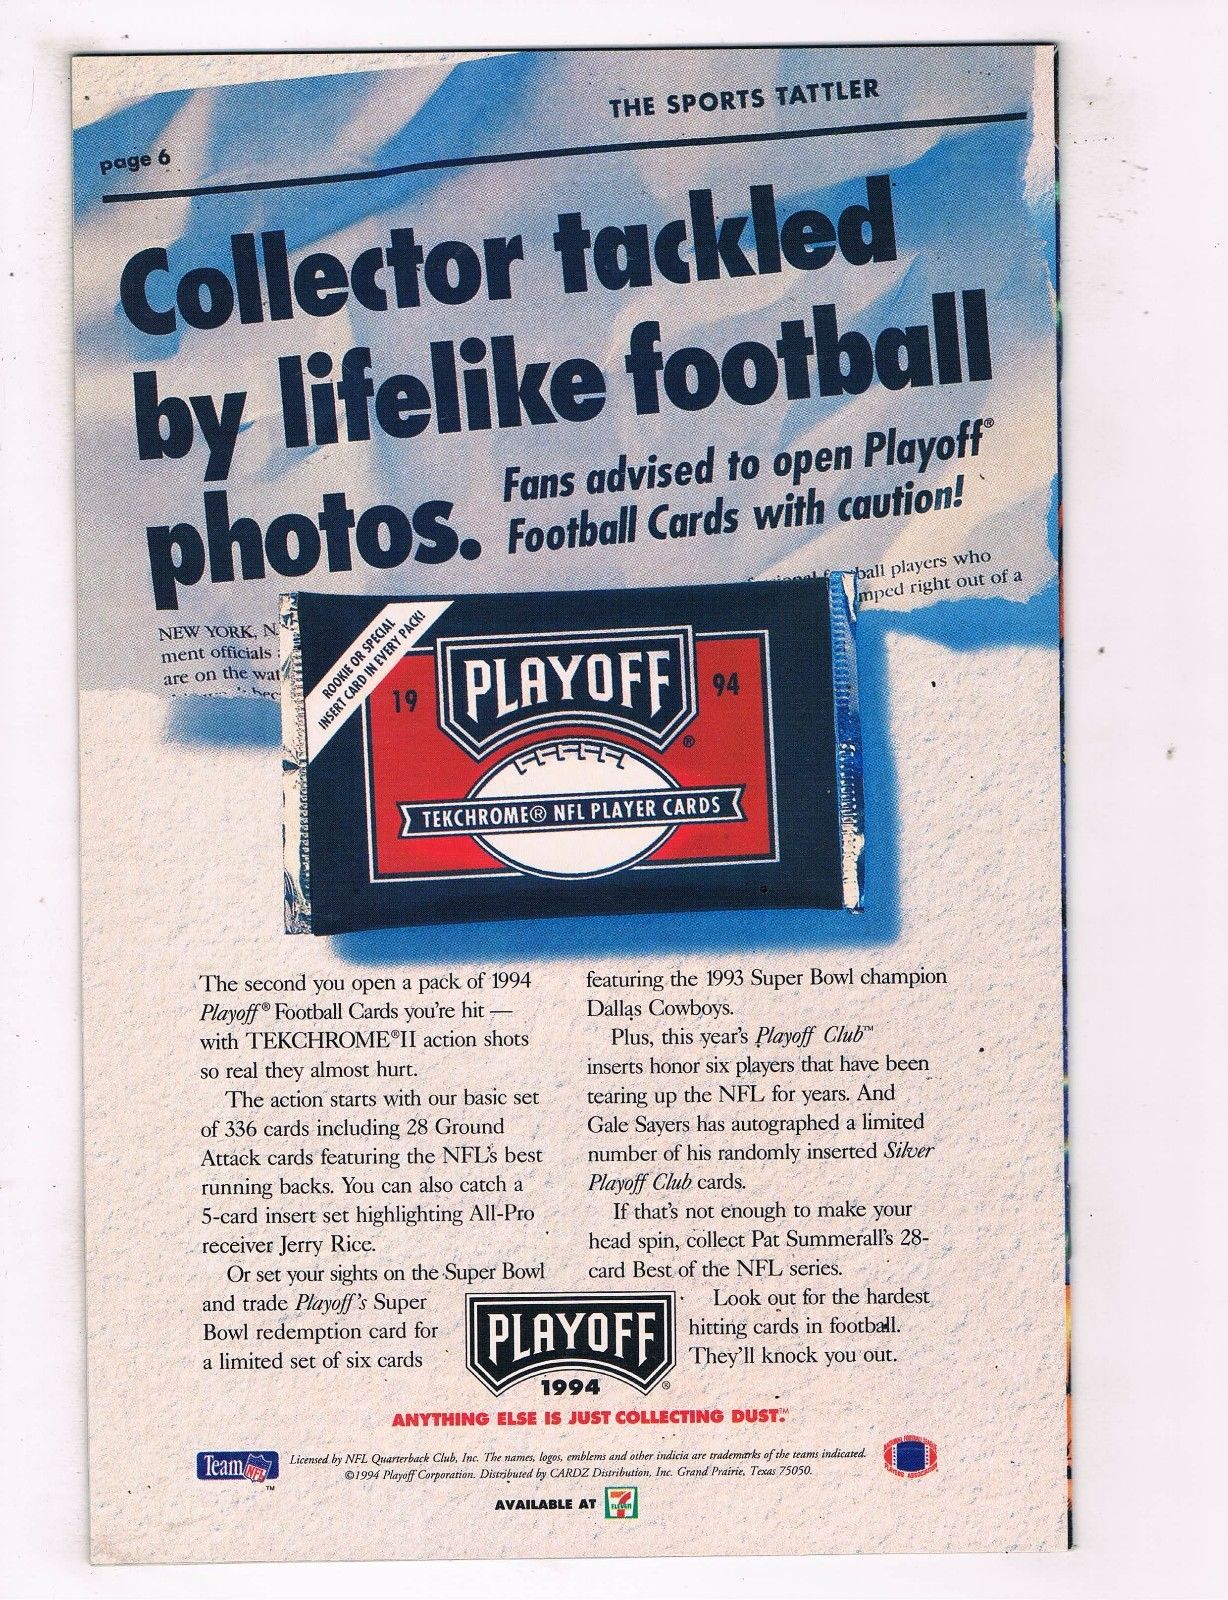 THE SPORTS TATTLER
page 6
Collector tackled
by lifelike football
photos.
Fans advised to open Playoff®
Football Cards with caution!
ball players who
mped right out of a
NEW YORK, N.
ment officials
are on the wat
ROOKIE OR SPECIAL
INSERT CARD IN EVERY PACK!
19 PLAYOFF® 94
TEKCHROME® NFL PLAYER CARDS
The second you open a pack of 1994
Playoff® Football Cards you're hit —
with TEKCHROME®II action shots
so real they almost hurt.
The action starts with our basic set
of 336 cards including 28 Ground
Attack cards featuring the NFL's best
running backs. You can also catch a
5-card insert set highlighting All-Pro
receiver Jerry Rice.
Or set your sights on the Super Bowl
and trade Playoff's Super
Bowl redemption card for
a limited set of six cards
featuring the 1993 Super Bowl champion
Dallas Cowboys.
Plus, this year's Playoff Club™
inserts honor six players that have been
tearing up the NFL for years. And
Gale Sayers has autographed a limited
number of his randomly inserted Silver
Playoff Club cards.
If that's not enough to make your
head spin, collect Pat Summerall's 28-
card Best of the NFL series.
Look out for the hardest
hitting cards in football.
They'll knock you out.
PLAYOFF
1994®
ANYTHING ELSE IS JUST COLLECTING DUST.™
Team NFL™
Licensed by NFL Quarterback Club, Inc. The names, logos, emblems and other indicia are trademarks of the teams indicated.
©1994 Playoff Corporation. Distributed by CARDZ Distribution, Inc. Grand Prairie, Texas 75050.
AVAILABLE AT 7 ELEVEN